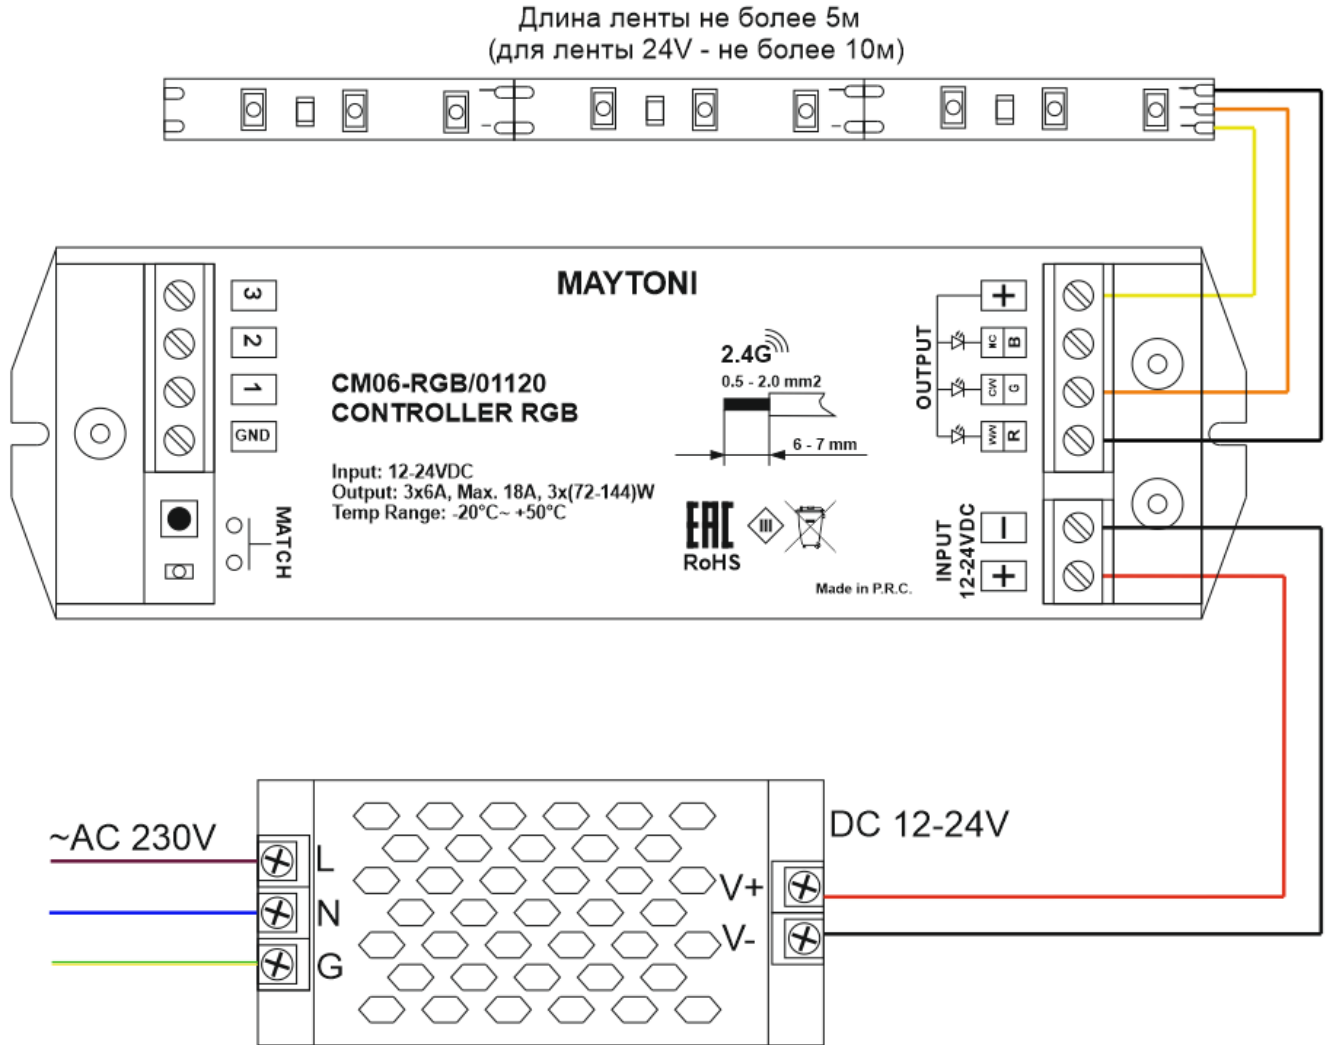 Длина ленты не более 5м
(для ленты 24V - не более 10м)
MAYTONI
3
2
1
GND
MATCH
CM06-RGB/01120
CONTROLLER RGB
Input: 12-24VDC
Output: 3x6A, Max. 18A, 3x(72-144)W
Temp Range: -20°C~ +50°C
2.4G
0.5 - 2.0 mm2
6 - 7 mm
EAC
RoHS
III
Made in P.R.C.
OUTPUT
+
NC B
CW G
WW R
INPUT
12-24VDC
–
+
~AC 230V
L
N
G
DC 12-24V
V+
V-